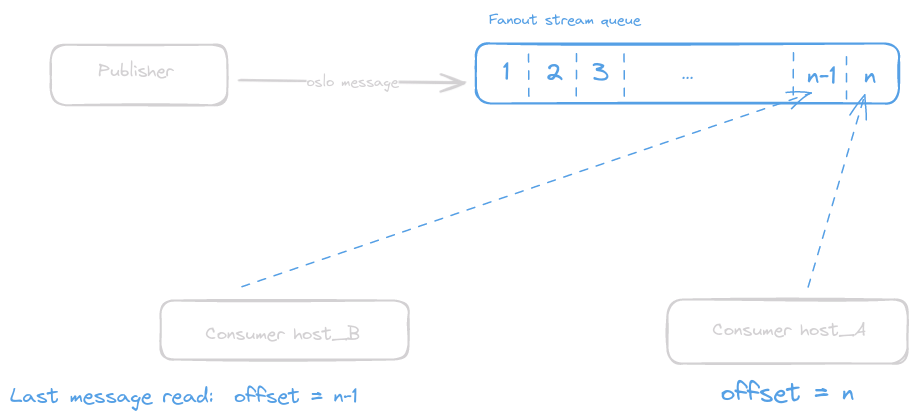 Fanout stream queue
Publisher
oslo message
1 2 3 ... n-1 n
Consumer host_B
Consumer host_A
Last message read: offset = n-1
offset = n